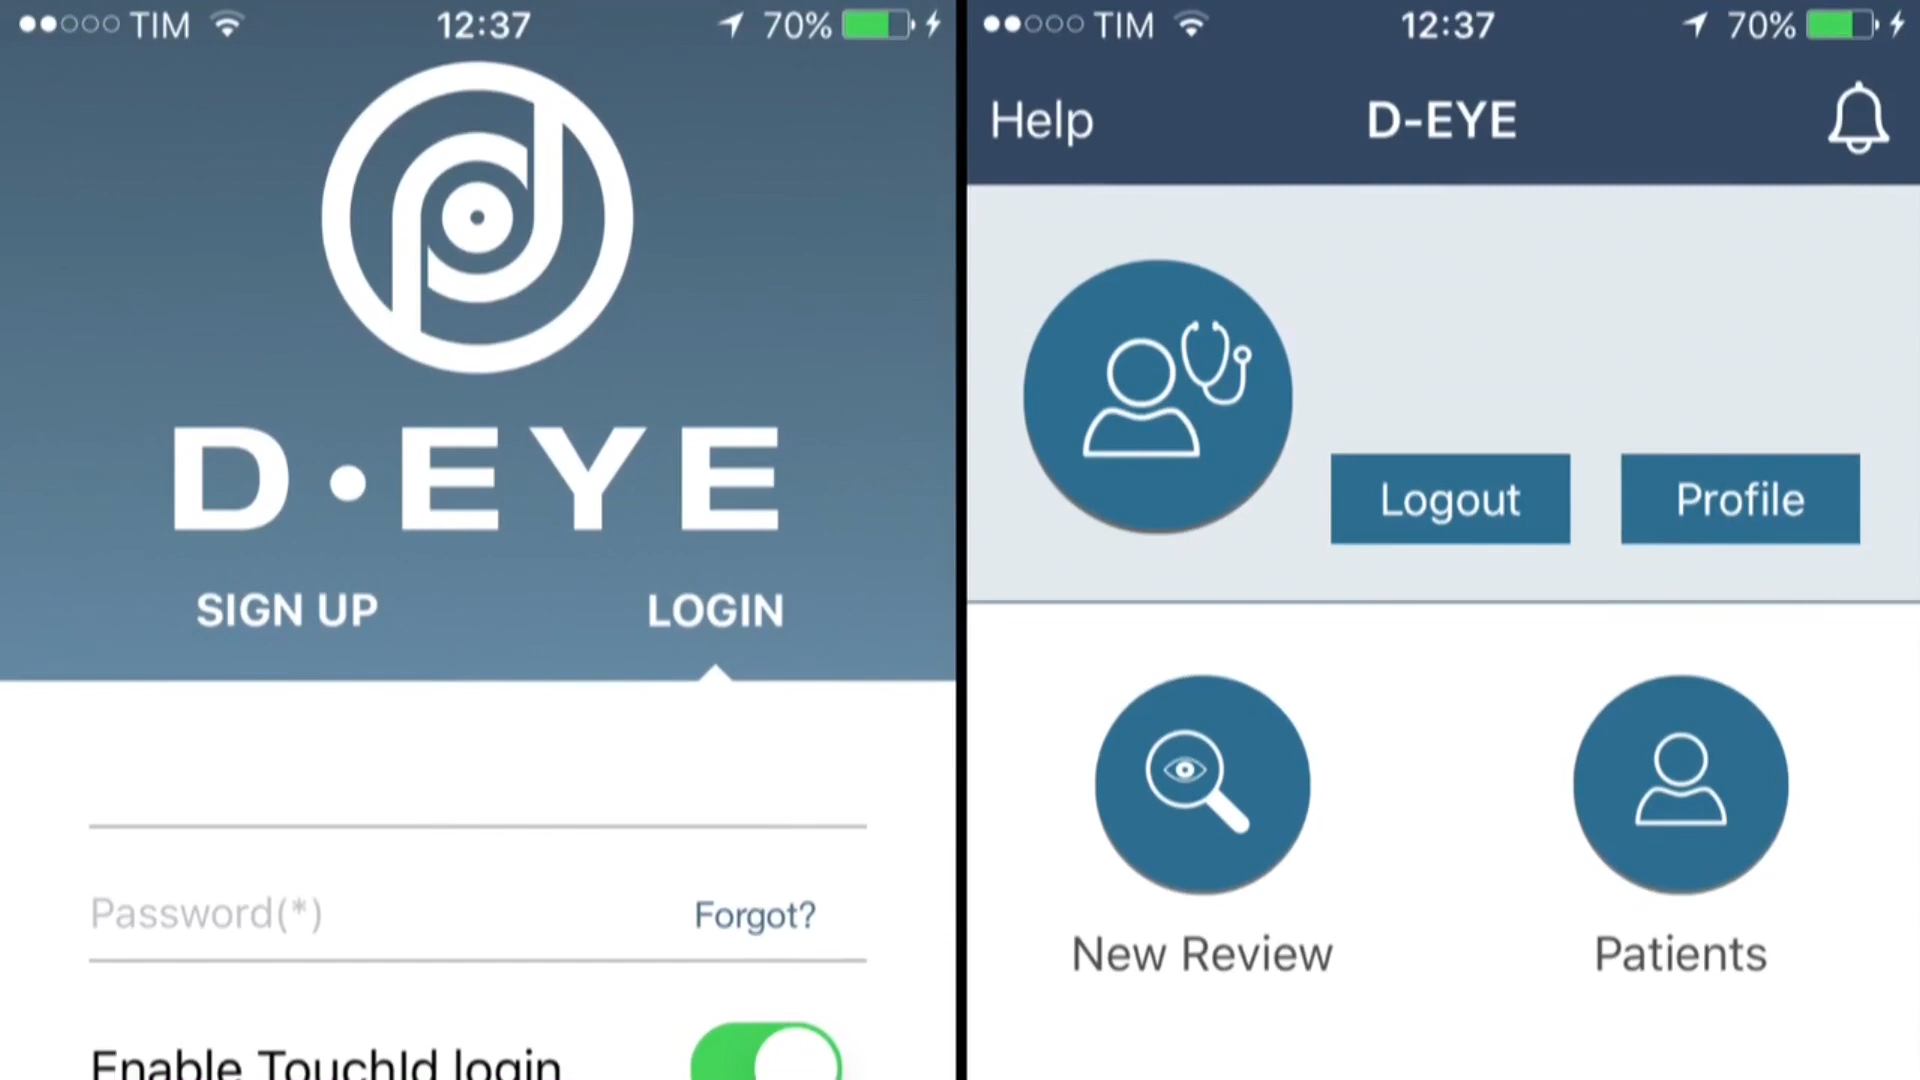 TIM 12:37 70%
D·EYE
SIGN UP LOGIN
Password(*) Forgot?
Enable TouchId login
TIM 12:37 70%
Help D-EYE
Logout Profile
New Review Patients